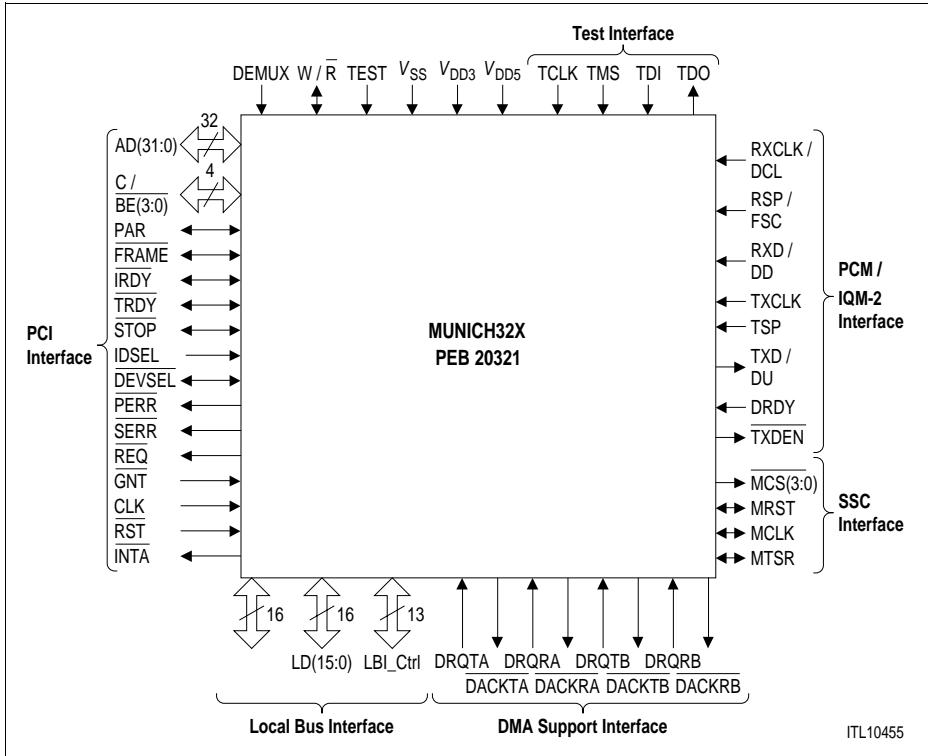 Test Interface
DEMUX W / R TEST VSS VDD3 VDD5 TCLK TMS TDI TDO
32
AD(31:0)
4
C /
BE(3:0)
PAR
FRAME
IRDY
TRDY
STOP
IDSEL
DEVSEL
PERR
SERR
REQ
GNT
CLK
RST
INTA
PCI
Interface
MUNICH32X
PEB 20321
RXCLK /
DCL
RSP /
FSC
RXD /
DD
TXCLK
TSP
TXD /
DU
DRDY
TXDEN
PCM /
IQM-2
Interface
MCS(3:0)
MRST
MCLK
MTSR
SSC
Interface
16 16 13
LD(15:0) LBI_Ctrl DRQTA DRQRA DRQTB DRQRB
DACKTA DACKRA DACKTB DACKRB
Local Bus Interface DMA Support Interface
ITL10455